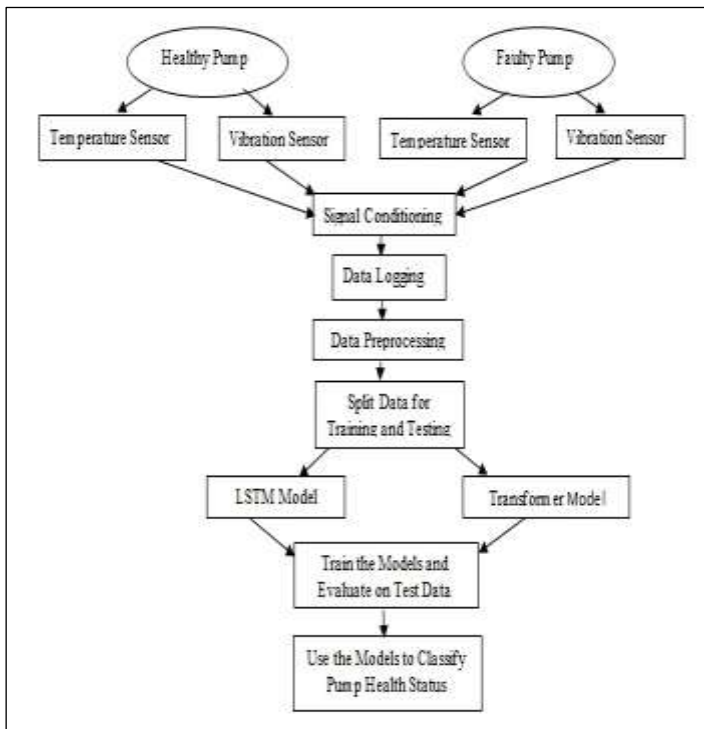 Healthy Pump
Faulty Pump
Temperature Sensor
Vibration Sensor
Temperature Sensor
Vibration Sensor
Signal Conditioning
Data Logging
Data Preprocessing
Split Data for
Training and Testing
LSTM Model
Transformer Model
Train the Models and
Evaluate on Test Data
Use the Models to Classify
Pump Health Status